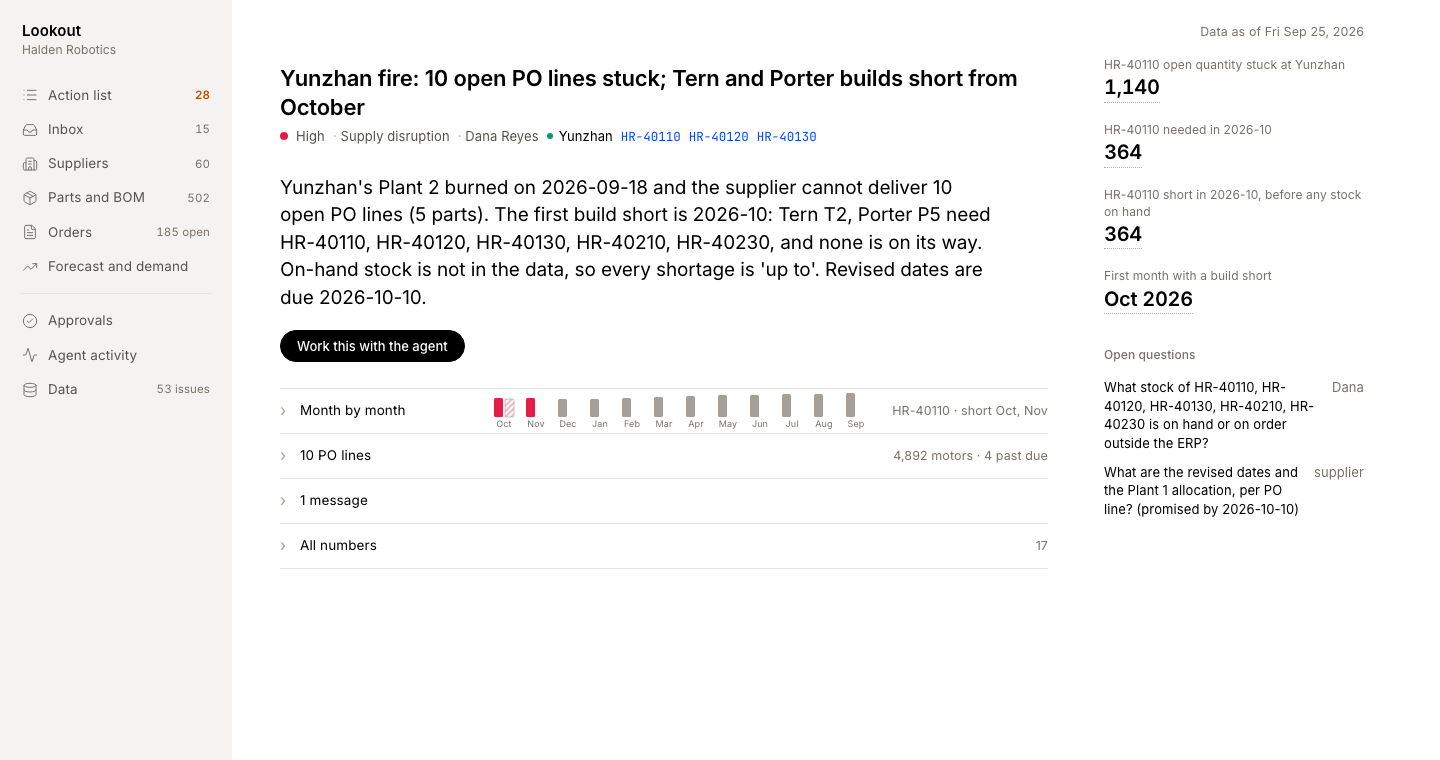 Lookout
Halden Robotics
Action list 28
Inbox 15
Suppliers 60
Parts and BOM 502
Orders 185 open
Forecast and demand
Approvals
Agent activity
Data 53 issues
Data as of Fri Sep 25, 2026
Yunzhan fire: 10 open PO lines stuck; Tern and Porter builds short from
October
High · Supply disruption · Dana Reyes Yunzhan HR-40110 HR-40120 HR-40130
Yunzhan's Plant 2 burned on 2026-09-18 and the supplier cannot deliver 10
open PO lines (5 parts). The first build short is 2026-10: Tern T2, Porter P5 need
HR-40110, HR-40120, HR-40130, HR-40210, HR-40230, and none is on its way.
On-hand stock is not in the data, so every shortage is 'up to'. Revised dates are
due 2026-10-10.
Work this with the agent
Month by month
Oct Nov Dec Jan Feb Mar Apr May Jun Jul Aug Sep
HR-40110 · short Oct, Nov
10 PO lines 4,892 motors · 4 past due
1 message
All numbers 17
HR-40110 open quantity stuck at Yunzhan
1,140
HR-40110 needed in 2026-10
364
HR-40110 short in 2026-10, before any stock
on hand
364
First month with a build short
Oct 2026
Open questions
What stock of HR-40110, HR- Dana
40120, HR-40130, HR-40210, HR-
40230 is on hand or on order
outside the ERP?
What are the revised dates and supplier
the Plant 1 allocation, per PO
line? (promised by 2026-10-10)